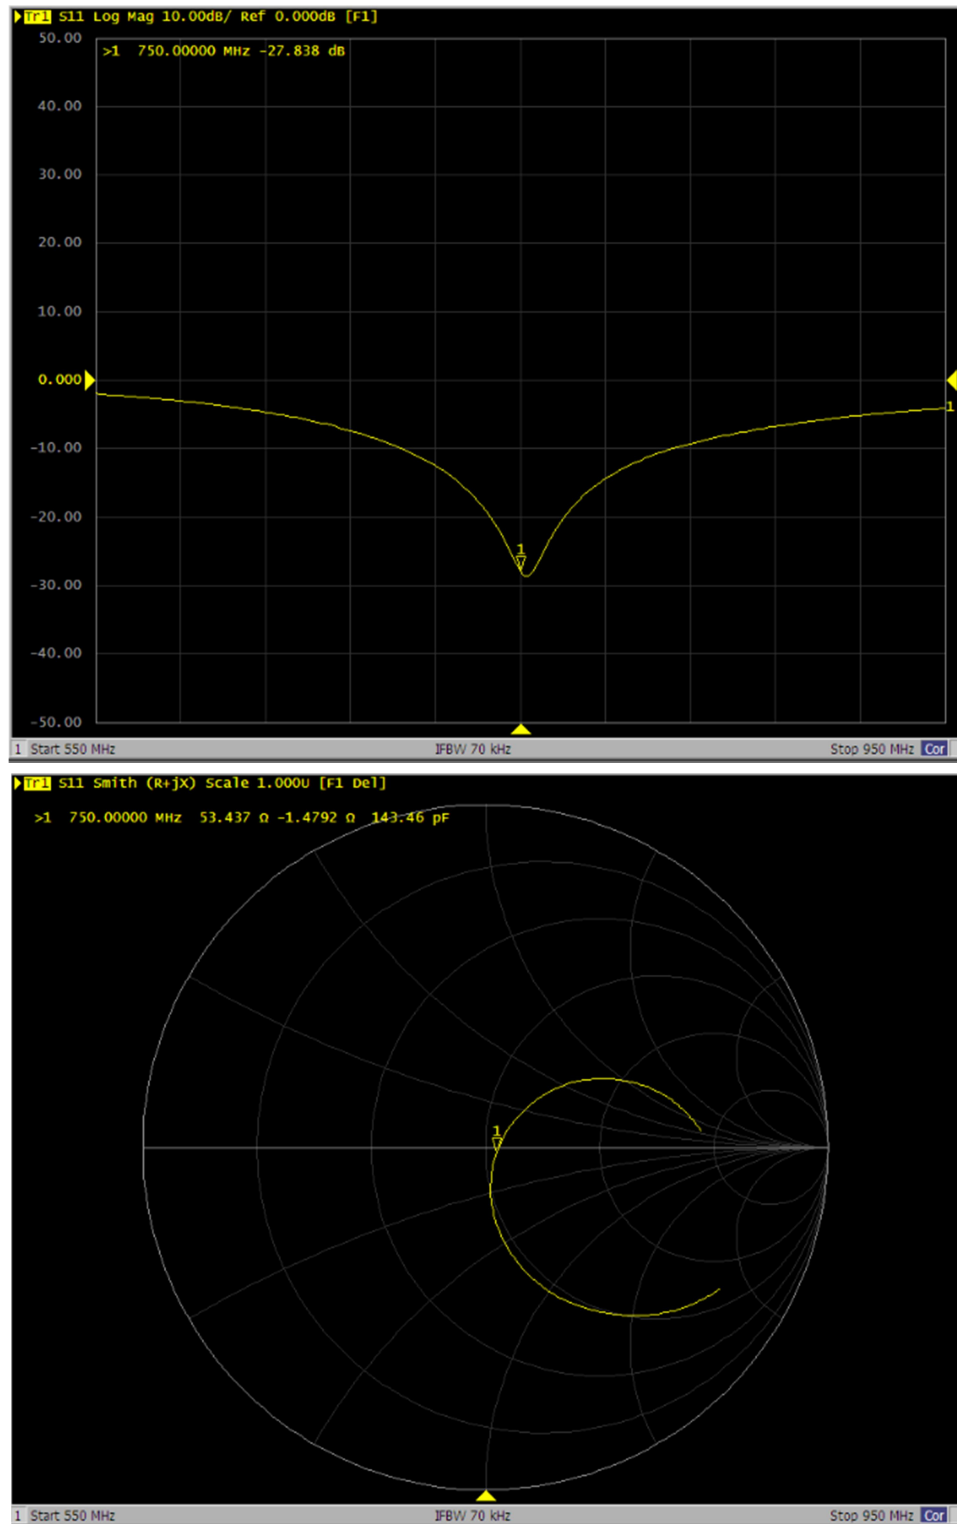 Tr1 S11 Log Mag 10.00dB/ Ref 0.000dB [F1]
50.00
>1 750.00000 MHz -27.838 dB
40.00
30.00
20.00
10.00
0.000
1
-10.00
-20.00
1
-30.00
-40.00
-50.00
1 Start 550 MHz IFBW 70 kHz Stop 950 MHz Cor
Tr1 S11 Smith (R+jX) Scale 1.000U [F1 Del]
>1 750.00000 MHz 53.437 Ω -1.4792 Ω 143.46 pF
1
1 Start 550 MHz IFBW 70 kHz Stop 950 MHz Cor